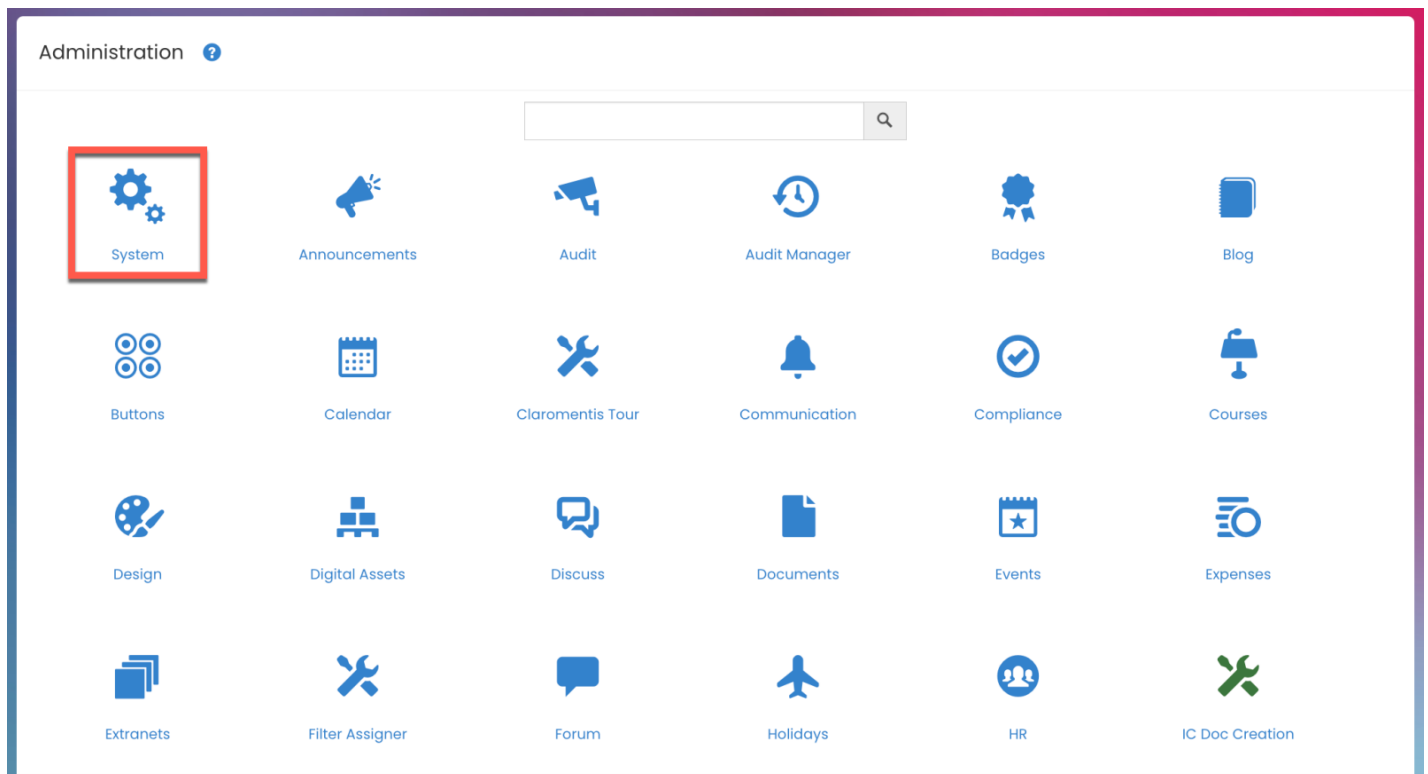 Administration ?
System
Announcements
Audit
Audit Manager
Badges
Blog
Buttons
Calendar
Claromentis Tour
Communication
Compliance
Courses
Design
Digital Assets
Discuss
Documents
Events
Expenses
Extranets
Filter Assigner
Forum
Holidays
HR
IC Doc Creation